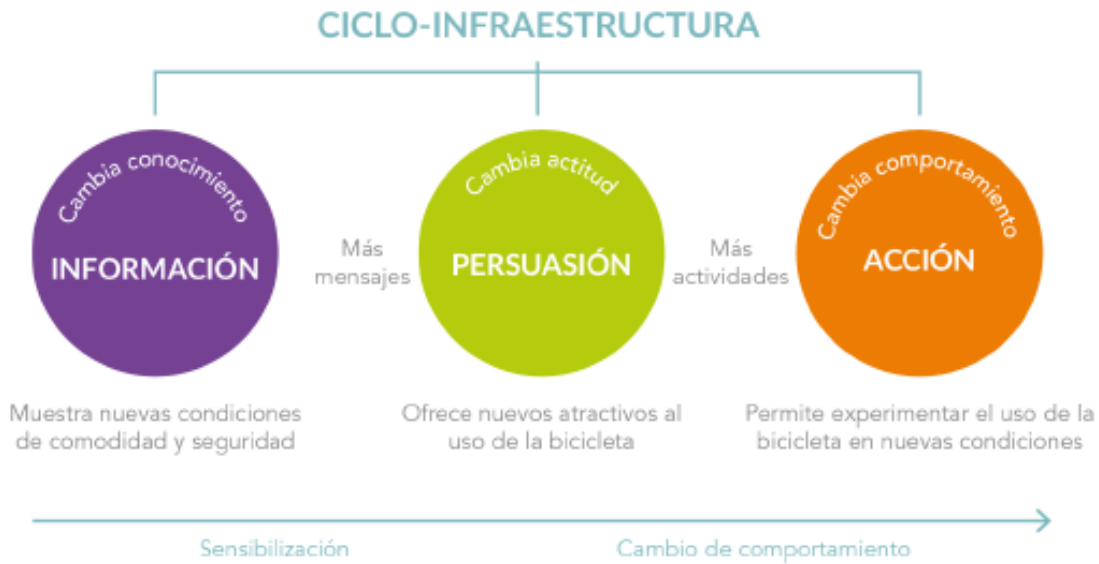 CICLO-INFRAESTRUCTURA
Cambia conocimiento
INFORMACIÓN
Más
mensajes
Cambia actitud
PERSUASIÓN
Más
actividades
Cambia comportamiento
ACCIÓN
Muestra nuevas condiciones
de comodidad y seguridad
Ofrece nuevos atractivos al
uso de la bicicleta
Permite experimentar el uso de la
bicicleta en nuevas condiciones
Sensibilización
Cambio de comportamiento